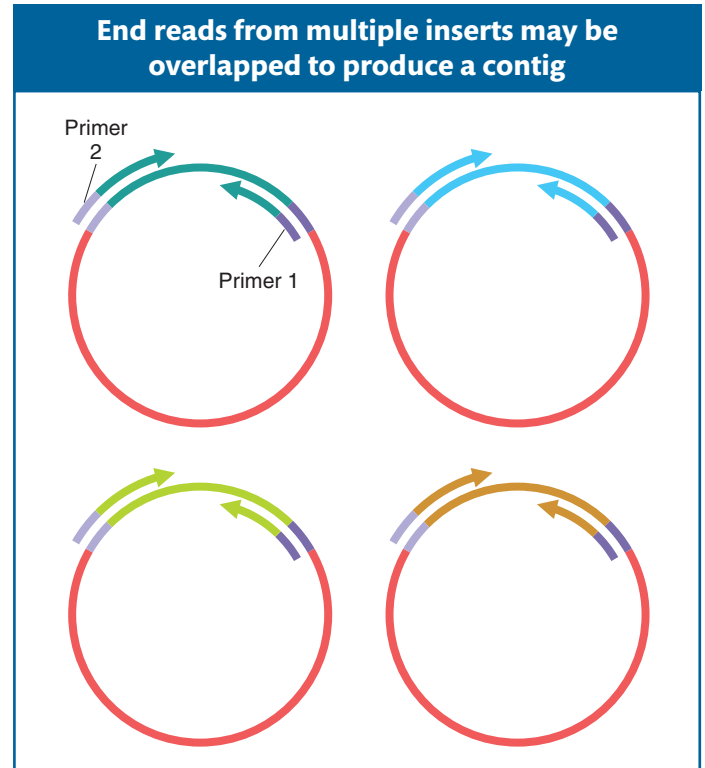 End reads from multiple inserts may be
overlapped to produce a contig
Primer
2
Primer 1